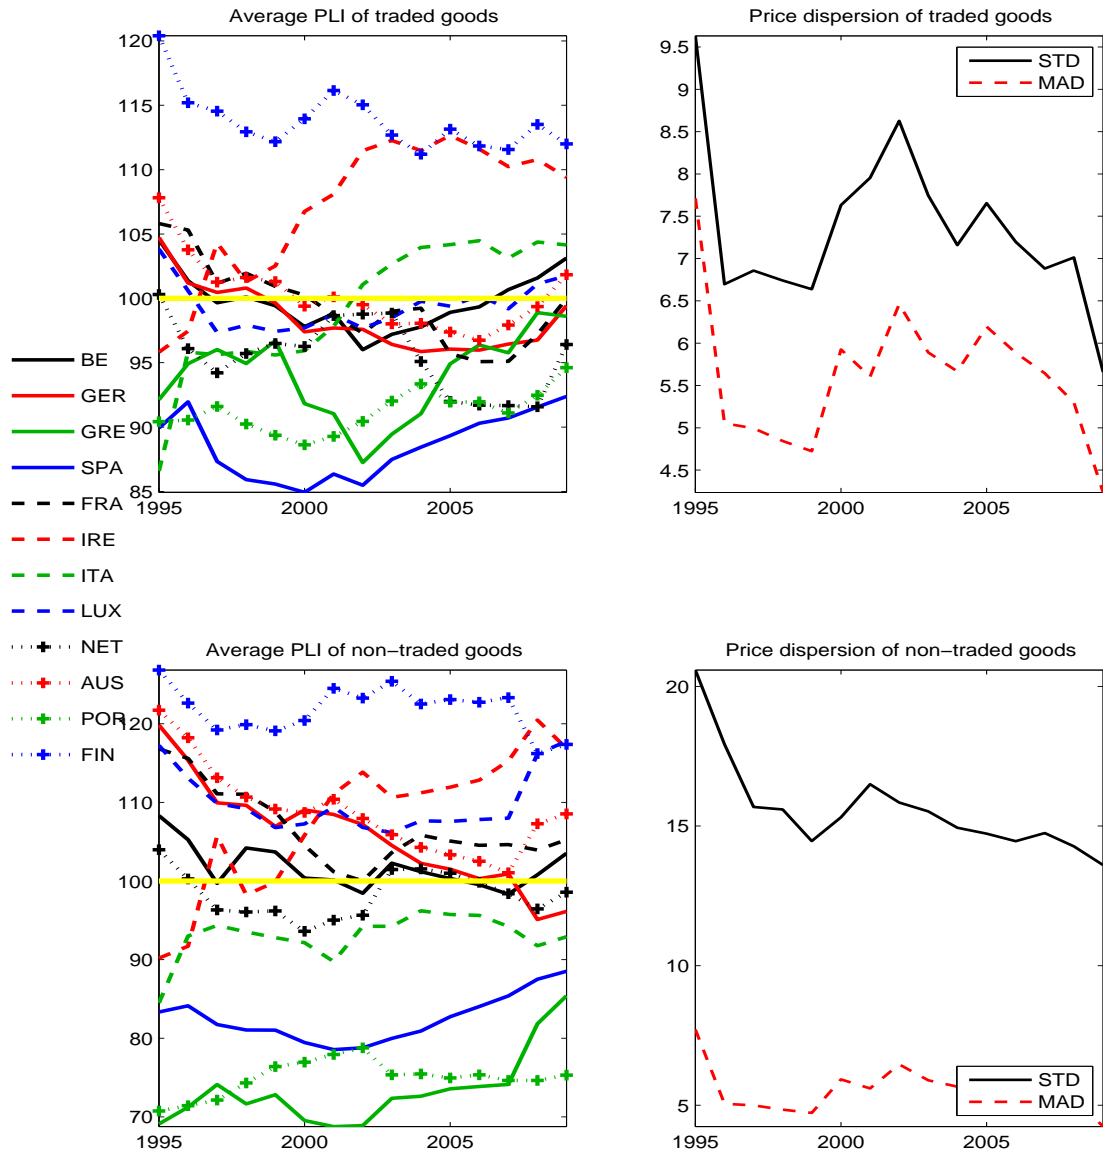 Average PLI of traded goods
120
115
110
105
100
95
90
85
1995
2000
2005
Price dispersion of traded goods
9.5
9
8.5
8
7.5
7
6.5
6
5.5
5
4.5
1995
2000
2005
STD
MAD
BE
GER
GRE
SPA
FRA
IRE
ITA
LUX
NET
AUS
POR
FIN
Average PLI of non−traded goods
120
110
100
90
80
70
1995
2000
2005
Price dispersion of non−traded goods
20
15
10
5
1995
2000
2005
STD
MAD